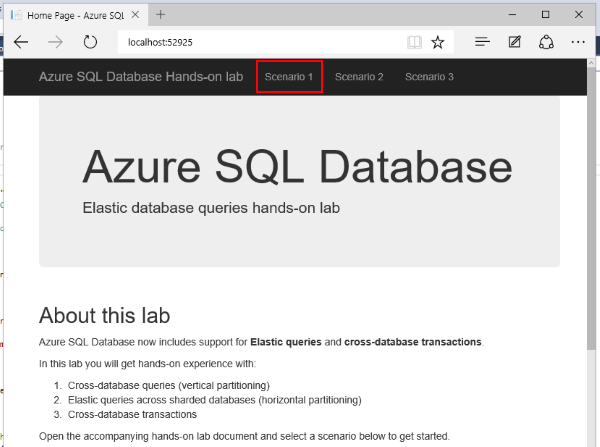 Home Page - Azure SQL
localhost:52925
Azure SQL Database Hands-on lab Scenario 1 Scenario 2 Scenario 3
Azure SQL Database
Elastic database queries hands-on lab
About this lab
Azure SQL Database now includes support for Elastic queries and cross-database transactions.
In this lab you will get hands-on experience with:
1. Cross-database queries (vertical partitioning)
2. Elastic queries across sharded databases (horizontal partitioning)
3. Cross-database transactions
Open the accompanying hands-on lab document and select a scenario below to get started.